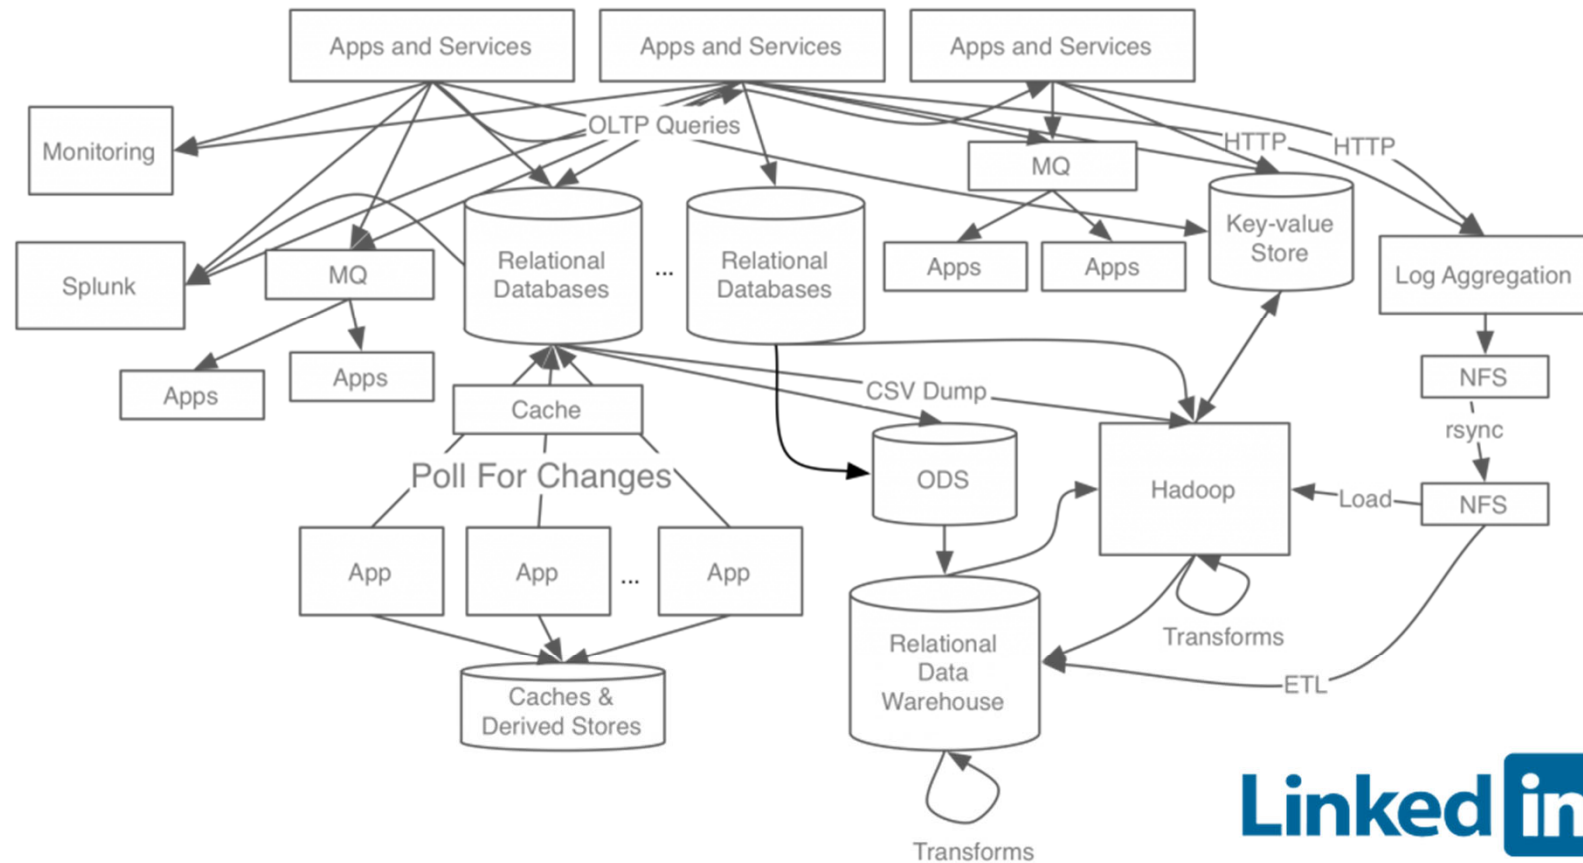 Apps and Services
Apps and Services
Apps and Services
Monitoring
OLTP Queries
HTTP
HTTP
MQ
Key-value
Store
Splunk
MQ
Relational
Databases
...
Relational
Databases
Apps
Apps
Log Aggregation
Apps
Apps
Cache
CSV Dump
NFS
rsync
Poll For Changes
ODS
Hadoop
Load
NFS
App
App
...
App
Relational
Data
Warehouse
Transforms
ETL
Caches &
Derived Stores
Transforms
Linked in